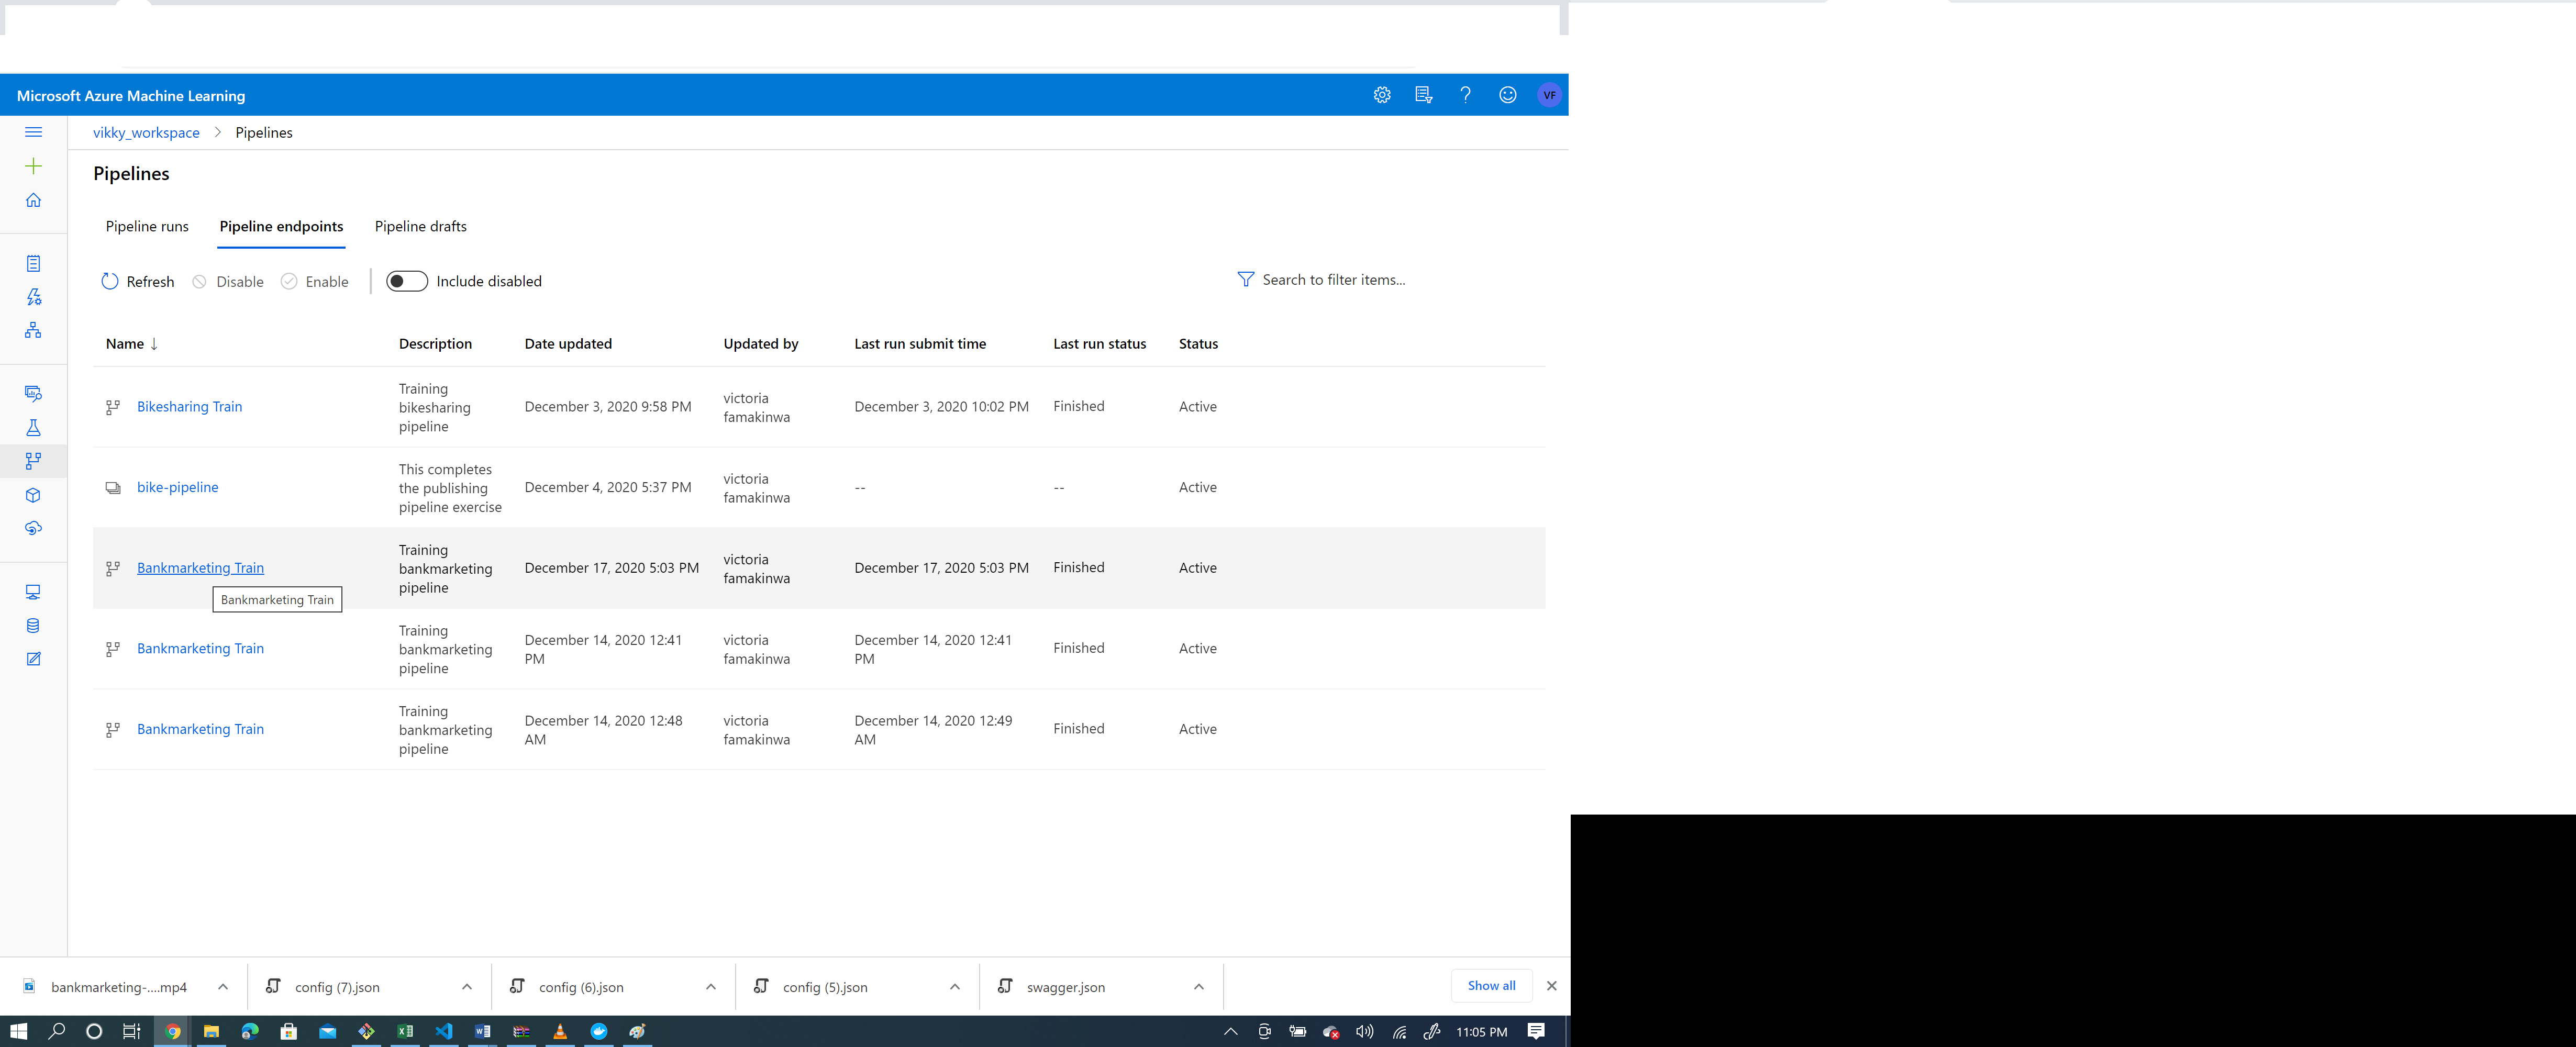 Microsoft Azure Machine Learning
VF
vikky_workspace > Pipelines
Pipelines
Pipeline runs Pipeline endpoints Pipeline drafts
Refresh Disable Enable Include disabled Search to filter items...
Name ↓ Description Date updated Updated by Last run submit time Last run status Status
Training
bikesharing
pipeline
Bikesharing Train December 3, 2020 9:58 PM
victoria
famakinwa
December 3, 2020 10:02 PM Finished Active
bike-pipeline
This completes
the publishing
pipeline exercise
December 4, 2020 5:37 PM
victoria
famakinwa
-- -- Active
Bankmarketing Train
Training
bankmarketing
pipeline
December 17, 2020 5:03 PM
victoria
famakinwa
December 17, 2020 5:03 PM Finished Active
Bankmarketing Train
Bankmarketing Train
Training
bankmarketing
pipeline
December 14, 2020 12:41
PM
victoria
famakinwa
December 14, 2020 12:41
PM
Finished Active
Bankmarketing Train
Training
bankmarketing
pipeline
December 14, 2020 12:48
AM
victoria
famakinwa
December 14, 2020 12:49
AM
Finished Active
bankmarketing-....mp4 config (7).json config (6).json config (5).json swagger.json Show all
11:05 PM